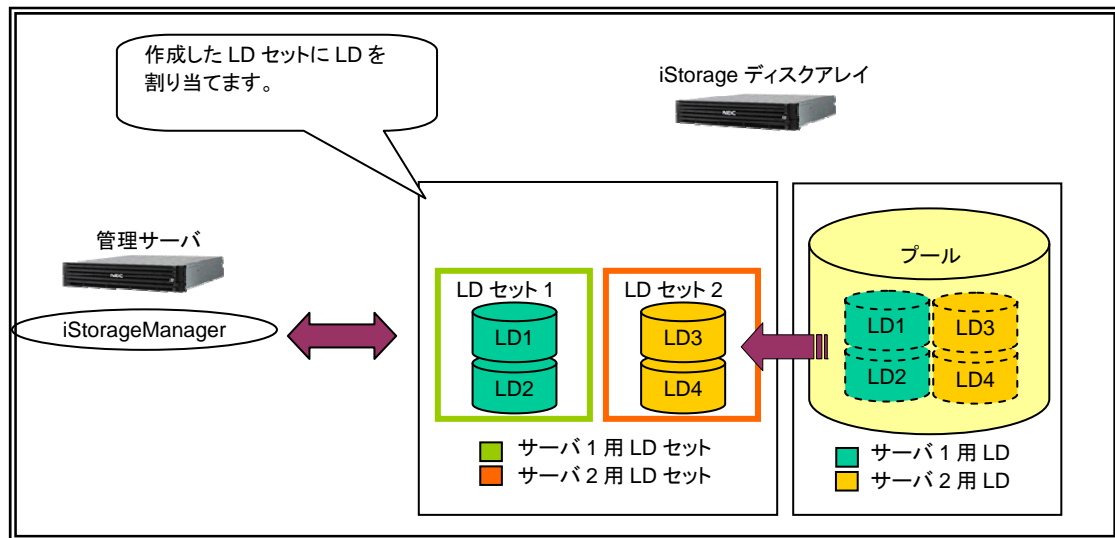 作成した LD セットに LD を
割り当てます。
iStorage ディスクアレイ
NEC
管理サーバ
NEC
iStorageManager
LD セット 1
LD1
LD2
LD セット 2
LD3
LD4
サーバ 1 用 LD セット
サーバ 2 用 LD セット
プール
LD1
LD2
LD3
LD4
サーバ 1 用 LD
サーバ 2 用 LD